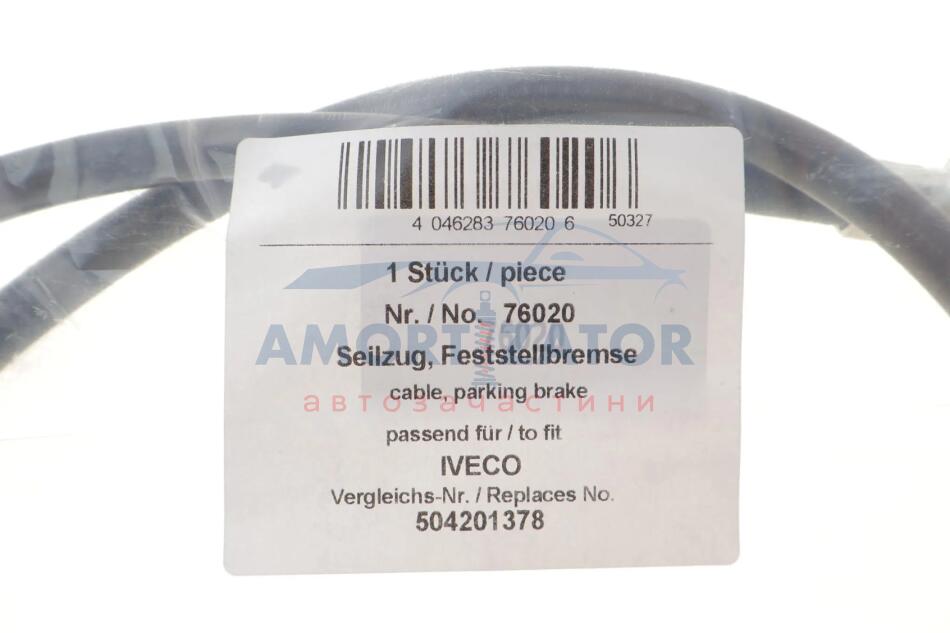 4 046283 76020 6 50327
1 Stück / piece
Nr. / No. 76020
AMORTIZATOR
Seilzug, Feststellbremse
cable, parking brake
автозачастини
passend für / to fit
IVECO
Vergleichs-Nr. / Replaces No.
504201378